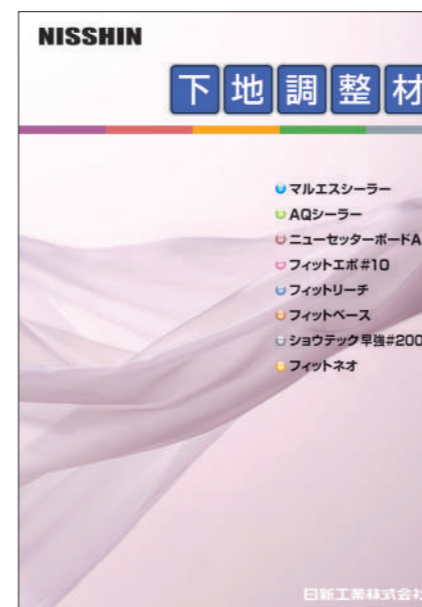 NISSHIN
下地調整材
マルエスシーラー
AQシーラー
ニューセッターボードA
フィットエポ#10
フィットリーチ
フィットベース
ショウテック早強#200
フィットネオ
日新工業株式会社